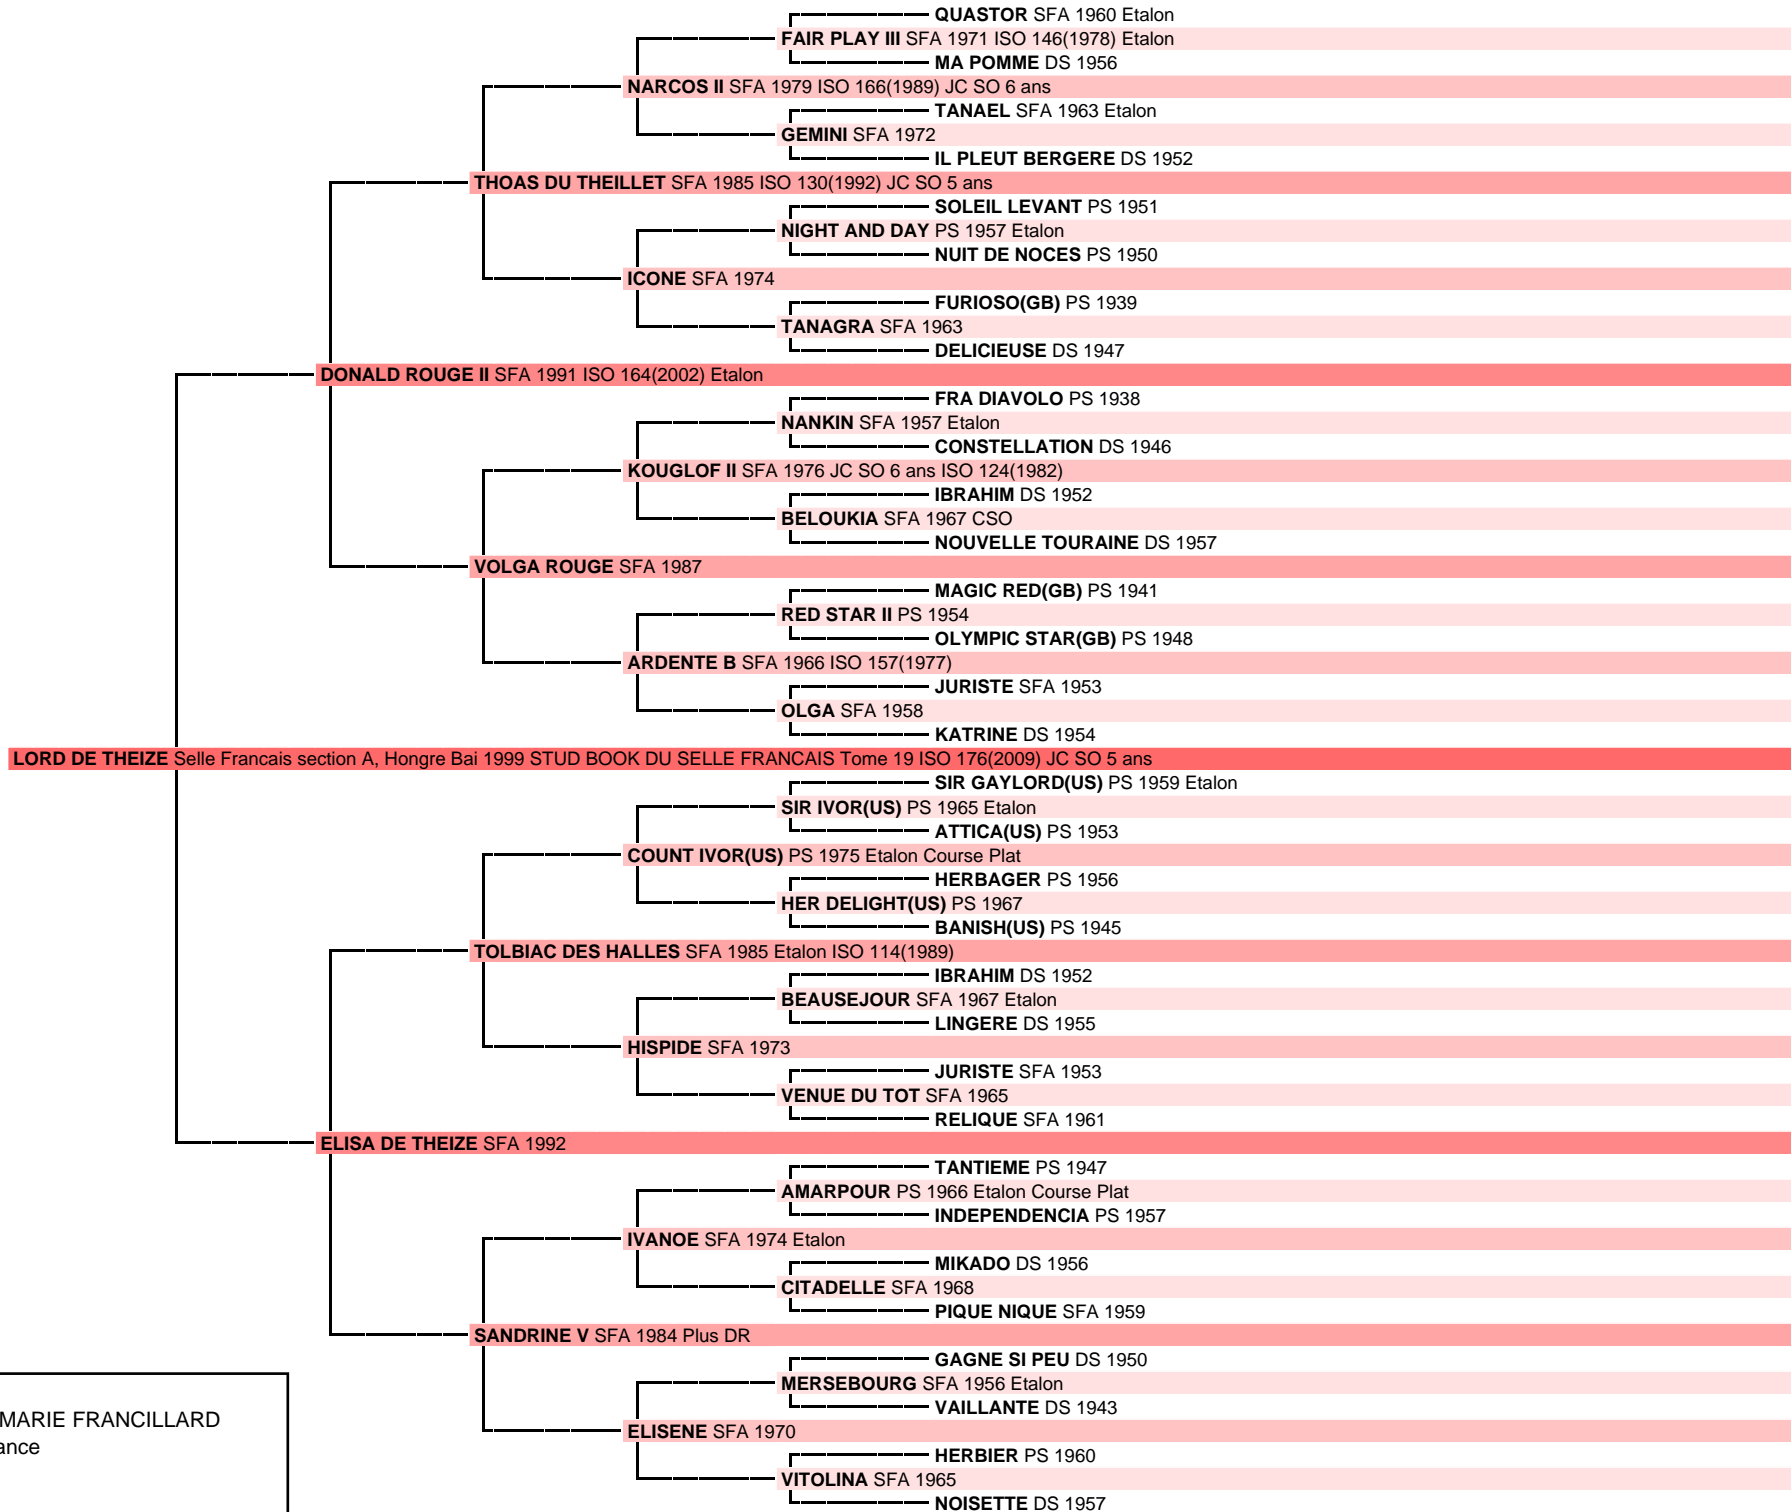 QUASTOR SFA 1960 Etalon
FAIR PLAY III SFA 1971 ISO 146(1978) Etalon
MA POMME DS 1956
NARCOS II SFA 1979 ISO 166(1989) JC SO 6 ans
TANAEL SFA 1963 Etalon
GEMINI SFA 1972
IL PLEUT BERGERE DS 1952
THOAS DU THEILLET SFA 1985 ISO 130(1992) JC SO 5 ans
SOLEIL LEVANT PS 1951
NIGHT AND DAY PS 1957 Etalon
NUIT DE NOCES PS 1950
ICONE SFA 1974
FURIOSO(GB) PS 1939
TANAGRA SFA 1963
DELICIEUSE DS 1947
DONALD ROUGE II SFA 1991 ISO 164(2002) Etalon
FRA DIAVOLO PS 1938
NANKIN SFA 1957 Etalon
CONSTELLATION DS 1946
KOUGLOF II SFA 1976 JC SO 6 ans ISO 124(1982)
IBRAHIM DS 1952
BELOUKIA SFA 1967 CSO
NOUVELLE TOURAINE DS 1957
VOLGA ROUGE SFA 1987
MAGIC RED(GB) PS 1941
RED STAR II PS 1954
OLYMPIC STAR(GB) PS 1948
ARDENTE B SFA 1966 ISO 157(1977)
JURISTE SFA 1953
OLGA SFA 1958
KATRINE DS 1954
LORD DE THEIZE Selle Francais section A, Hongre Bai 1999 STUD BOOK DU SELLE FRANCAIS Tome 19 ISO 176(2009) JC SO 5 ans
SIR GAYLORD(US) PS 1959 Etalon
SIR IVOR(US) PS 1965 Etalon
ATTICA(US) PS 1953
COUNT IVOR(US) PS 1975 Etalon Course Plat
HERBAGER PS 1956
HER DELIGHT(US) PS 1967
BANISH(US) PS 1945
TOLBIAC DES HALLES SFA 1985 Etalon ISO 114(1989)
IBRAHIM DS 1952
BEAUSEJOUR SFA 1967 Etalon
LINGERE DS 1955
HISPIDE SFA 1973
JURISTE SFA 1953
VENUE DU TOT SFA 1965
RELIQUE SFA 1961
ELISA DE THEIZE SFA 1992
TANTIEME PS 1947
AMARPOUR PS 1966 Etalon Course Plat
INDEPENDENCIA PS 1957
IVANOE SFA 1974 Etalon
MIKADO DS 1956
CITADELLE SFA 1968
PIQUE NIQUE SFA 1959
SANDRINE V SFA 1984 Plus DR
GAGNE SI PEU DS 1950
MERSEBOURG SFA 1956 Etalon
VAILLANTE DS 1943
ELISENE SFA 1970
HERBIER PS 1960
VITOLINA SFA 1965
NOISETTE DS 1957
MARIE FRANCILLARD
ance